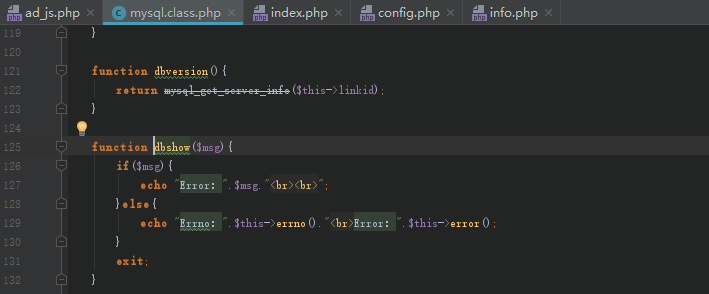 ad_js.php mysql.class.php index.php config.php info.php
119 }
120
121 function dbversion(){
122 return mysql_get_server_info($this->linkid);
123 }
124
125 function dbshow($msg){
126 if($msg){
127 echo "Error: ".$msg."<br><br>";
128 }else{
129 echo "Errno: ".$this->errno()."<br>Error: ".$this->error();
130 }
131 exit;
132 }